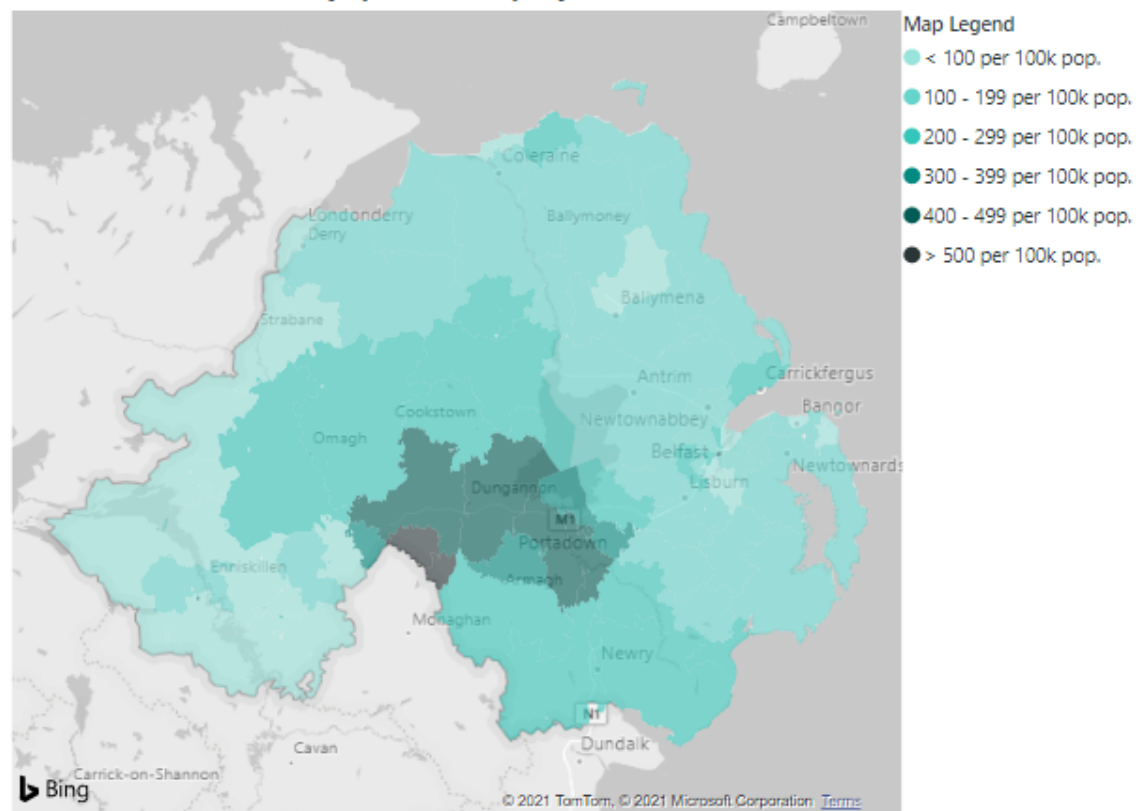 Campbeltown
Map Legend
< 100 per 100k pop.
100 - 199 per 100k pop.
200 - 299 per 100k pop.
300 - 399 per 100k pop.
400 - 499 per 100k pop.
> 500 per 100k pop.
Coleraine
Londonderry
Derry
Ballymoney
Ballymena
Strabane
Antrim
Carrickfergus
Cookstown
Newtownabbey
Bangor
Omagh
Belfast
Newtownards
Dungannon
Lisburn
M1
Portadown
Enniskillen
Armagh
Monaghan
Newry
N1
Cavan
Dundalk
Carrick-on-Shannon
Bing
© 2021 TomTom, © 2021 Microsoft Corporation Terms